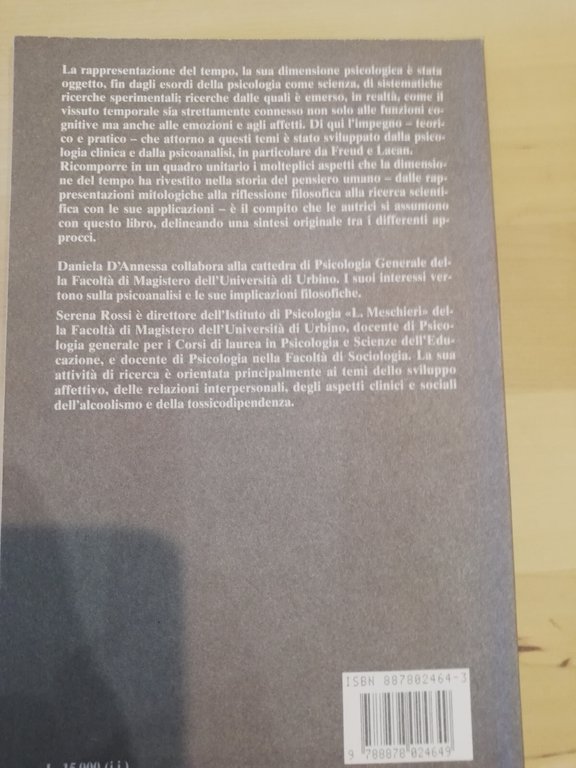 La rappresentazione del tempo, la sua dimensione psicologica è stata
oggetto, fin dagli esordi della psicologia come scienza, di sistematiche
ricerche sperimentali; ricerche dalle quali è emerso, in realtà, come il
vissuto temporale sia strettamente connesso non solo alle funzioni co-
gnitive ma anche alle emozioni e agli affetti. Di qui l'impegno – teori-
co e pratico – che attorno a questi temi è stato sviluppato dalla psico-
logia clinica e dalla psicoanalisi, in particolare da Freud e Lacan.
Ricomporre in un quadro unitario i molteplici aspetti che la dimensio-
ne del tempo ha rivestito nella storia del pensiero umano – dalle rap-
presentazioni mitologiche alla riflessione filosofica alla ricerca scienti-
fica con le sue applicazioni – è il compito che le autrici si assumono
con questo libro, delineando una sintesi originale tra i differenti ap-
procci.
Daniela D'Annessa collabora alla cattedra di Psicologia Generale del-
la Facoltà di Magistero dell'Università di Urbino. I suoi interessi ver-
tono sulla psicoanalisi e le sue implicazioni filosofiche.
Serena Rossi è direttore dell'Istituto di Psicologia «L. Meschieri» del-
la Facoltà di Magistero dell'Università di Urbino, docente di Psico-
logia generale per i Corsi di laurea in Psicologia e Scienze dell'Edu-
cazione, e docente di Psicologia nella Facoltà di Sociologia. La sua
attività di ricerca è orientata principalmente ai temi dello sviluppo
affettivo, delle relazioni interpersonali, degli aspetti clinici e sociali
dell'alcoolismo e della tossicodipendenza.
ISBN 887802464-3
9 788878 024649
L. 15.000 (i.i.)